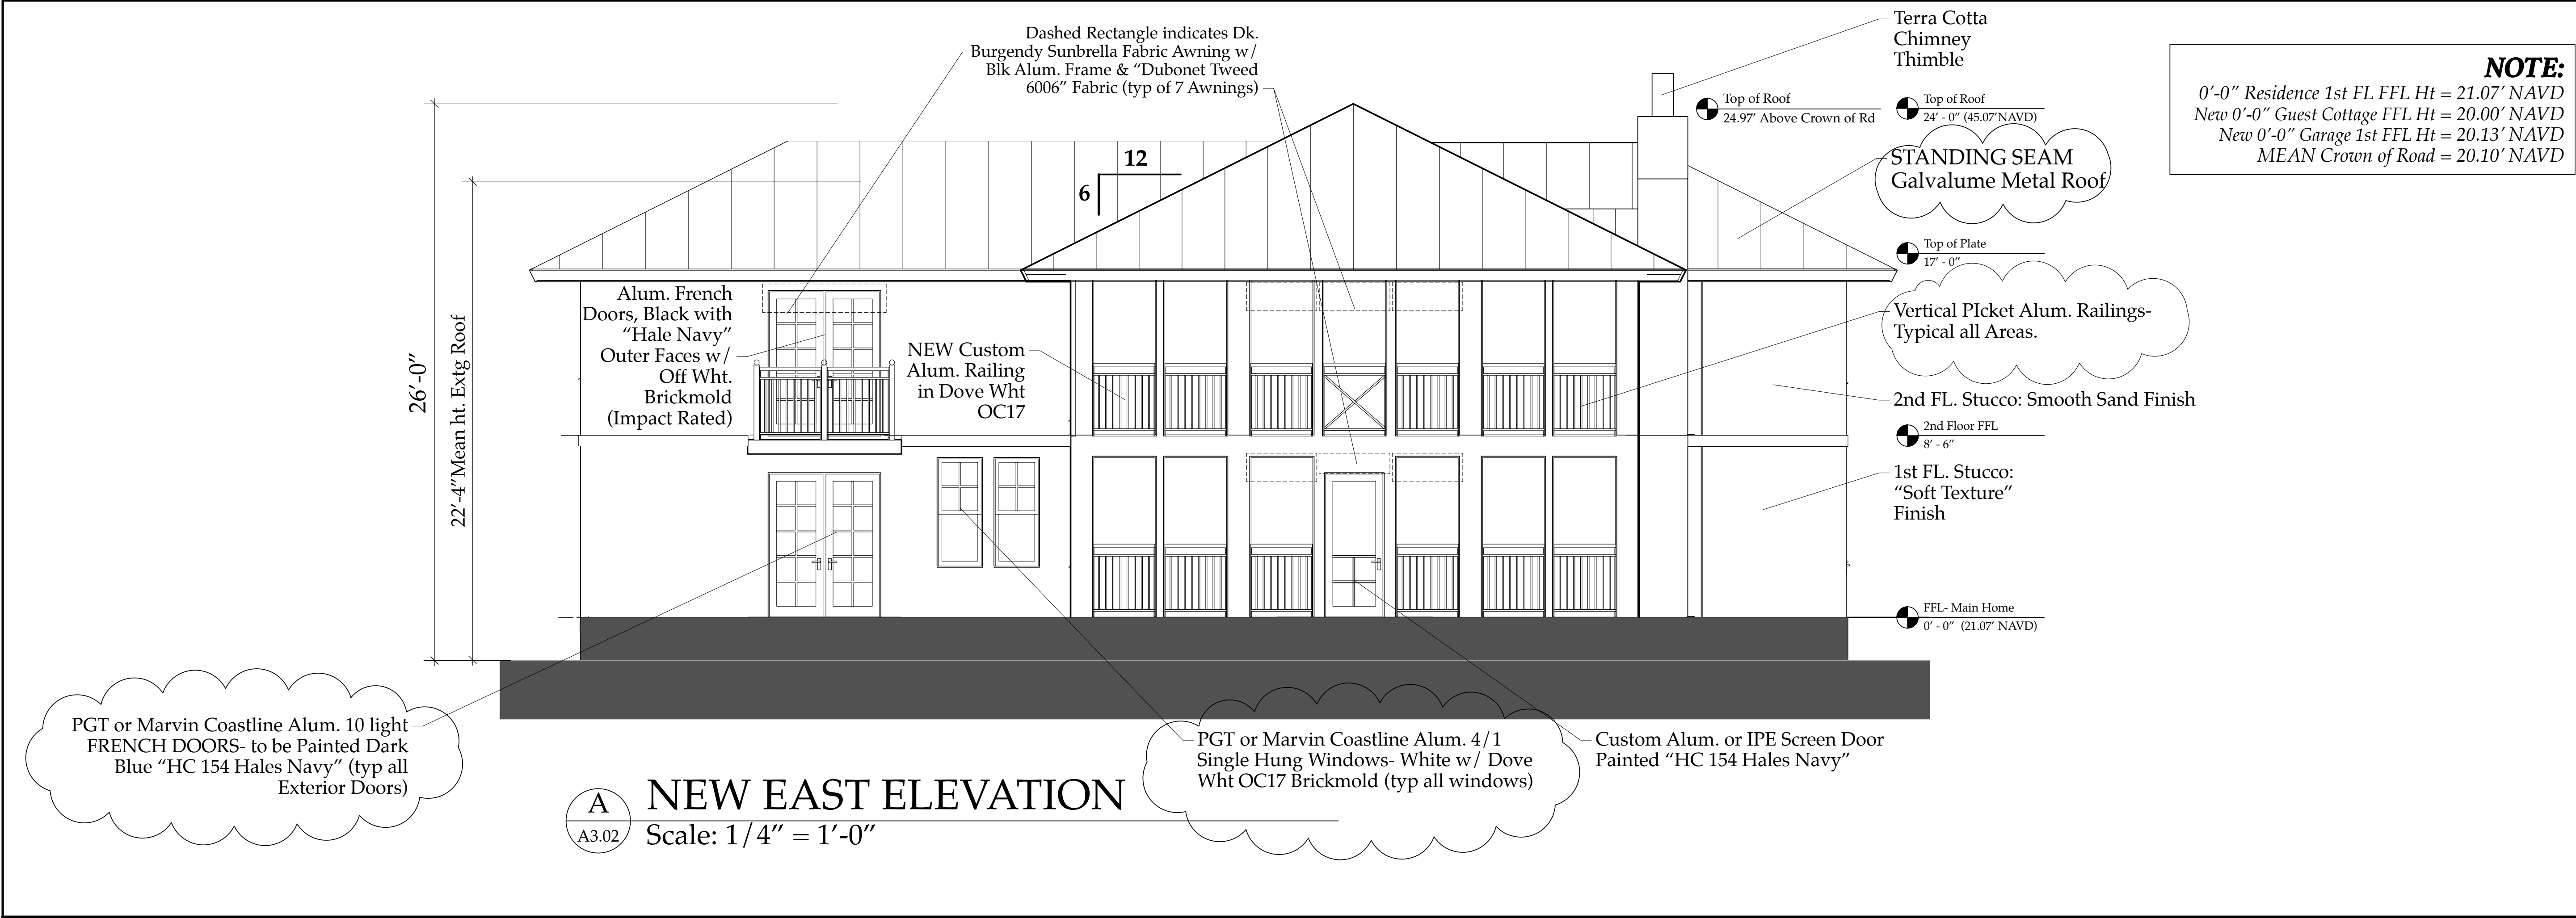 Dashed Rectangle indicates Dk.
Burgendy Sunbrella Fabric Awning w/
Blk Alum. Frame & “Dubonet Tweed
6006” Fabric (typ of 7 Awnings)
Terra Cotta
Chimney
Thimble
NOTE:
0’-0” Residence 1st FL FFL Ht = 21.07’ NAVD
New 0’-0” Guest Cottage FFL Ht = 20.00’ NAVD
New 0’-0” Garage 1st FFL Ht = 20.13’ NAVD
MEAN Crown of Road = 20.10’ NAVD
Top of Roof
24.97’ Above Crown of Rd
Top of Roof
24’ - 0” (45.07’NAVD)
STANDING SEAM
Galvalume Metal Roof
12
6
Top of Plate
17’ - 0”
26’-0”
22’-4”Mean ht. Extg Roof
Alum. French
Doors, Black with
“Hale Navy”
Outer Faces w/
Off Wht.
Brickmold
(Impact Rated)
NEW Custom
Alum. Railing
in Dove Wht
OC17
Vertical PIcket Alum. Railings-
Typical all Areas.
2nd FL. Stucco: Smooth Sand Finish
2nd Floor FFL
8’ - 6”
1st FL. Stucco:
“Soft Texture”
Finish
FFL- Main Home
0’ - 0”  (21.07’ NAVD)
PGT or Marvin Coastline Alum. 10 light
FRENCH DOORS- to be Painted Dark
Blue “HC 154 Hales Navy” (typ all
Exterior Doors)
PGT or Marvin Coastline Alum. 4/1
Single Hung Windows- White w/ Dove
Wht OC17 Brickmold (typ all windows)
Custom Alum. or IPE Screen Door
Painted “HC 154 Hales Navy”
A
A3.02
NEW EAST ELEVATION
Scale: 1/4” = 1’-0”